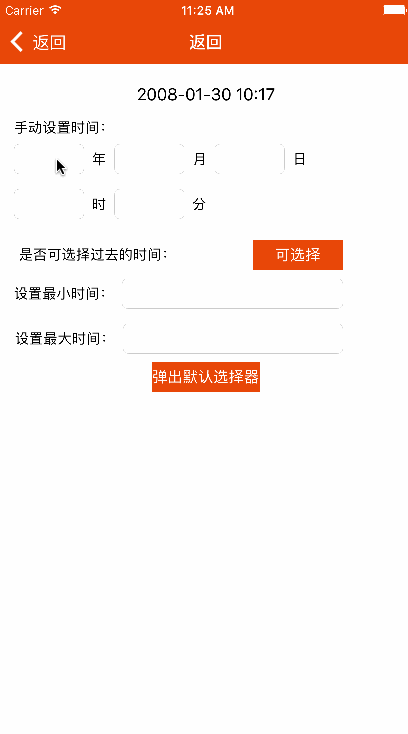 Carrier 11:25 AM
返回 返回
2008-01-30 10:17
手动设置时间：
年 月 日
时 分
是否可选择过去的时间： 可选择
设置最小时间：
设置最大时间：
弹出默认选择器